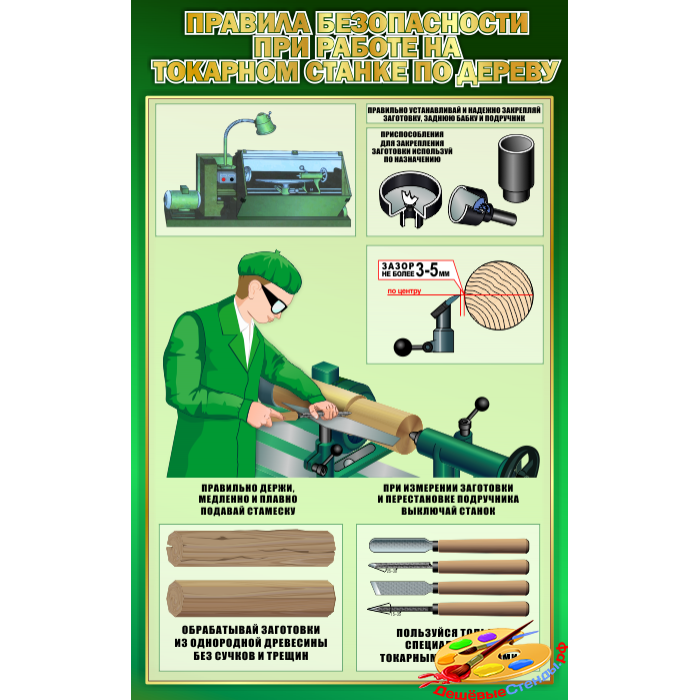 ПРАВИЛА БЕЗОПАСНОСТИ
ПРИ РАБОТЕ НА
ТОКАРНОМ СТАНКЕ ПО ДЕРЕВУ
ПРАВИЛЬНО УСТАНАВЛИВАЙ И НАДЕЖНО ЗАКРЕПЛЯЙ
ЗАГОТОВКУ, ЗАДНЮЮ БАБКУ И ПОДРУЧНИК
ПРИСПОСОБЛЕНИЯ
ДЛЯ ЗАКРЕПЛЕНИЯ
ЗАГОТОВКИ ИСПОЛЬЗУЙ
ПО НАЗНАЧЕНИЮ
ЗАЗОР
НЕ БОЛЕЕ 3-5 ММ
по центру
ПРАВИЛЬНО ДЕРЖИ,
МЕДЛЕННО И ПЛАВНО
ПОДАВАЙ СТАМЕСКУ
ПРИ ИЗМЕРЕНИИ ЗАГОТОВКИ
И ПЕРЕСТАНОВКЕ ПОДРУЧНИКА
ВЫКЛЮЧАЙ СТАНОК
ОБРАБАТЫВАЙ ЗАГОТОВКИ
ИЗ ОДНОРОДНОЙ ДРЕВЕСИНЫ
БЕЗ СУЧКОВ И ТРЕЩИН
ПОЛЬЗУЙСЯ
ТОКАРНЫМ
ДешёвыеСтенды.рф